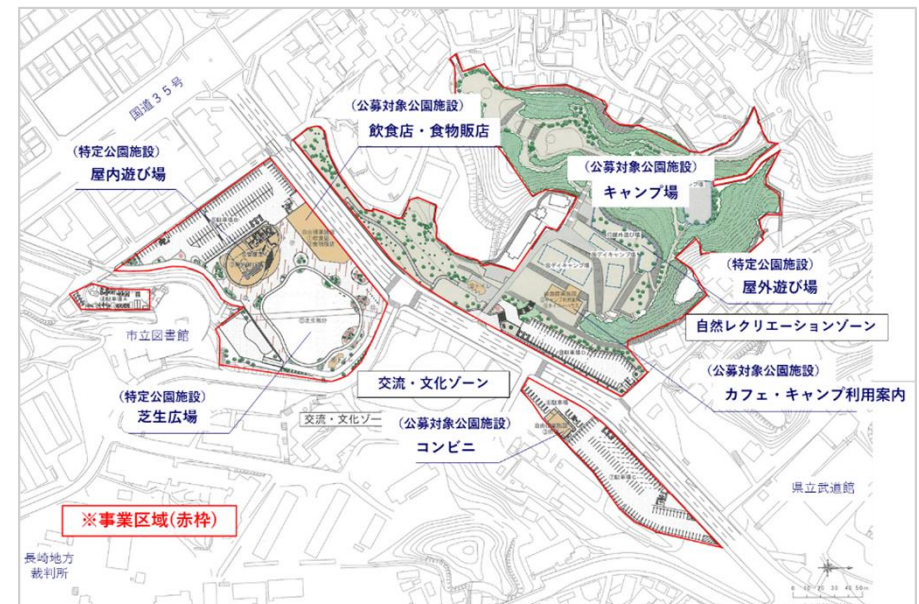 国道３５号
(公募対象公園施設)
飲食店・食物販店
(特定公園施設)
屋内遊び場
(公募対象公園施設)
キャンプ場
(特定公園施設)
屋外遊び場
自然レクリエーションゾーン
市立図書館
(公募対象公園施設)
カフェ・キャンプ利用案内
交流・文化ゾーン
(特定公園施設)
芝生広場
交流・文化ゾー
(公募対象公園施設)
コンビニ
県立武道館
※事業区域(赤枠)
長崎地方
裁判所
0 10 20 30 40 50m